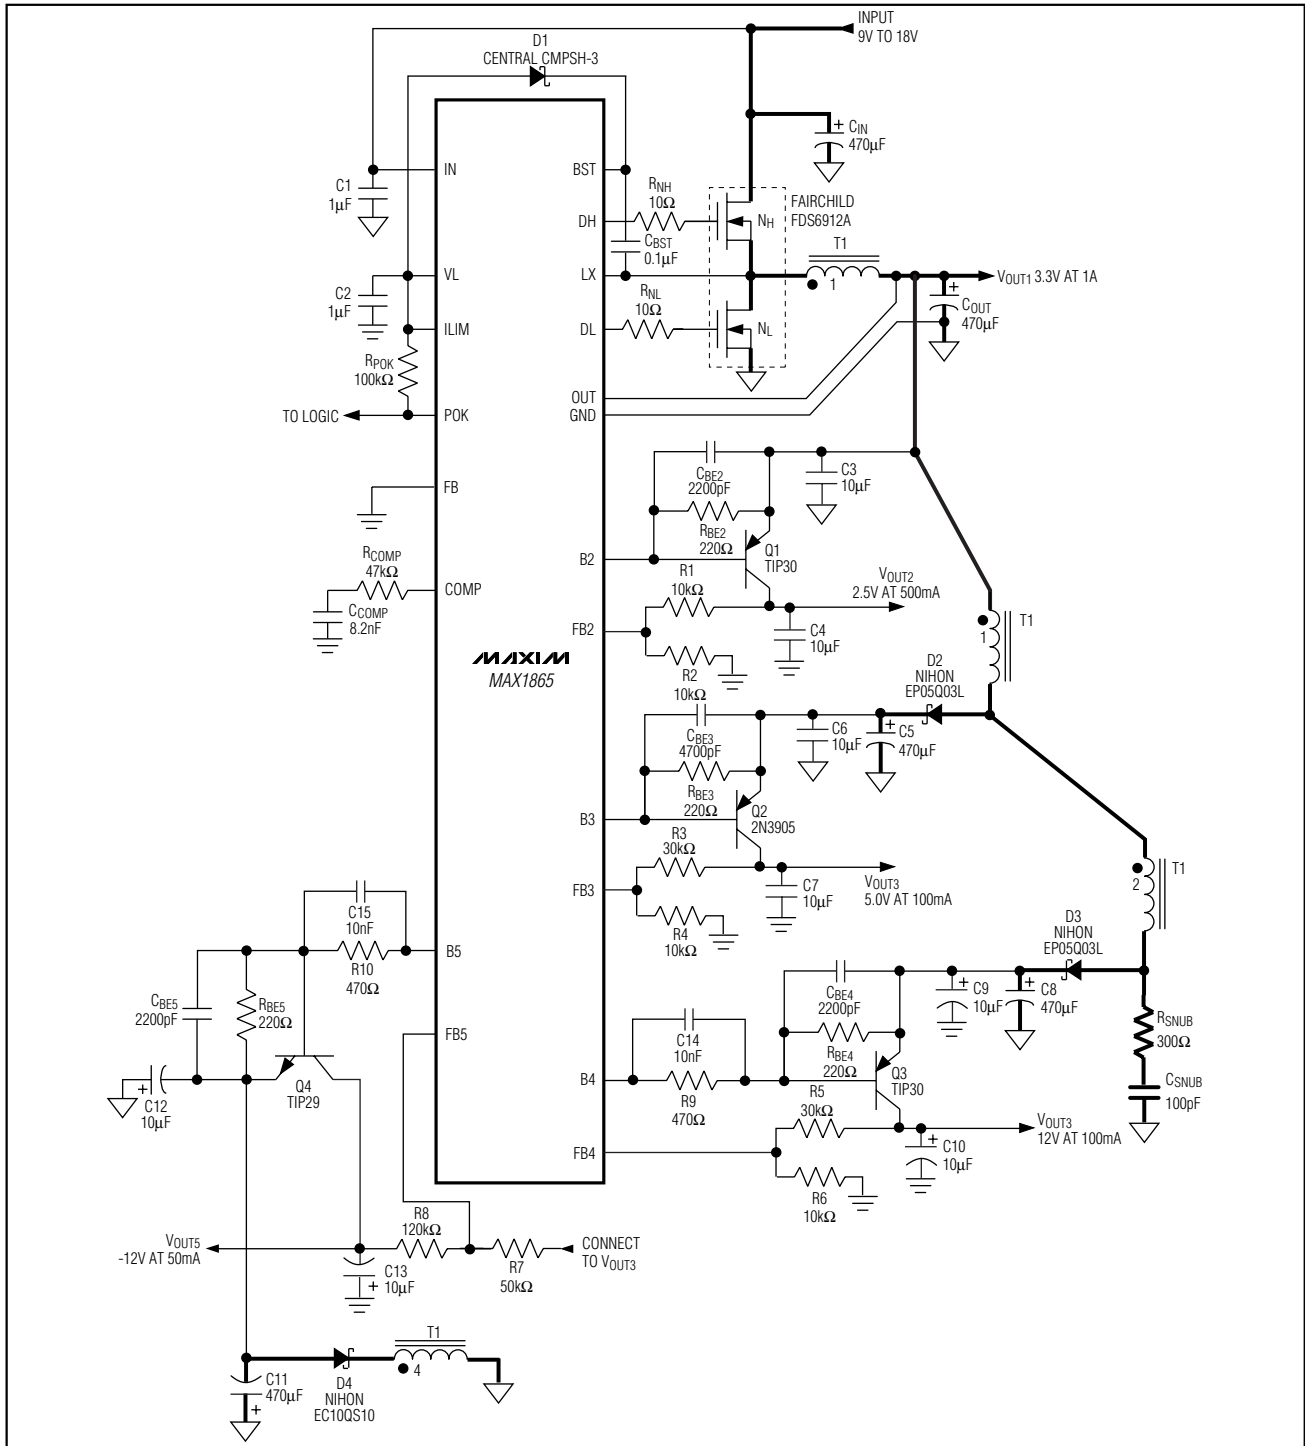 INPUT
9V TO 18V
D1
CENTRAL CMPSH-3
CIN
470µF
IN
BST
C1
1µF
RNH
10Ω
FAIRCHILD
FDS6912A
DH
NH
CBST
0.1µF
T1
VL
LX
1
VOUT1 3.3V AT 1A
C2
1µF
RNL
10Ω
COUT
470µF
ILIM
DL
NL
RPOK
100kΩ
OUT
GND
TO LOGIC
POK
CBE2
2200pF
C3
10µF
FB
RBE2
220Ω
B2
Q1
TIP30
RCOMP
47kΩ
COMP
R1
10kΩ
VOUT2
2.5V AT 500mA
CCOMP
8.2nF
FB2
C4
10µF
1
T1
MAXIM
MAX1865
R2
10kΩ
D2
NIHON
EP05Q03L
CBE3
4700pF
C6
10µF
C5
470µF
RBE3
220Ω
B3
Q2
2N3905
R3
30kΩ
FB3
C7
10µF
VOUT3
5.0V AT 100mA
2
T1
C15
10nF
R4
10kΩ
D3
NIHON
EP05Q03L
B5
R10
470Ω
CBE5
2200pF
RBE5
220Ω
CBE4
2200pF
C9
10µF
C8
470µF
RSNUB
300Ω
FB5
C14
10nF
RBE4
220Ω
B4
Q3
TIP30
R9
470Ω
CSNUB
100pF
C12
10µF
Q4
TIP29
R5
30kΩ
VOUT3
12V AT 100mA
FB4
C10
10µF
R6
10kΩ
VOUT5
-12V AT 50mA
R8
120kΩ
R7
50kΩ
CONNECT
TO VOUT3
C13
10µF
T1
4
C11
470µF
D4
NIHON
EC10QS10